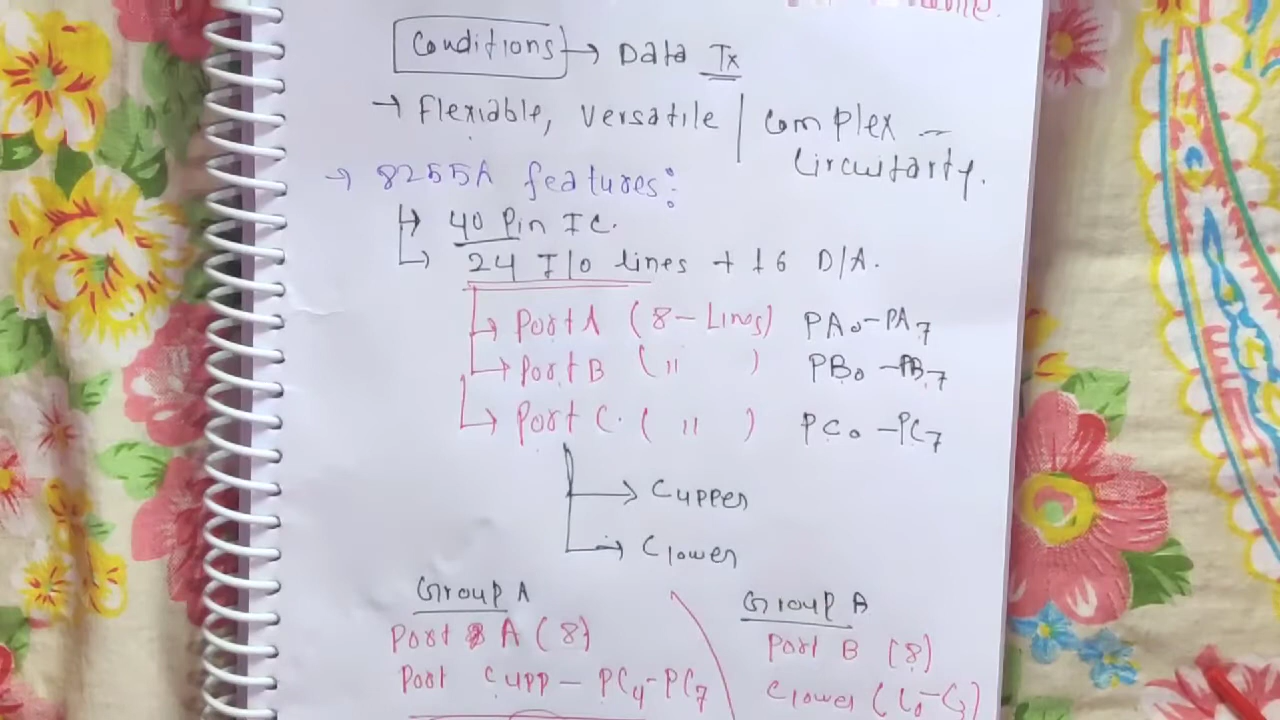 Conditions → Data Tx
→ Flexiable, versatile | complex -
Circuitarty.
→ 8255A features:
→ 40 Pin IC.
→ 24 I/o lines + 16 D/A.
→ Port A (8-Lines) PA0-PA7
→ Port B ( " ) PB0-PB7
→ Port C. ( " ) PC0-PC7
→ Cupper
→ Clower
Group A
Port A (8)
Port Cupp - PC4-PC7
Group B
Port B (8)
Clower (C0-C3)